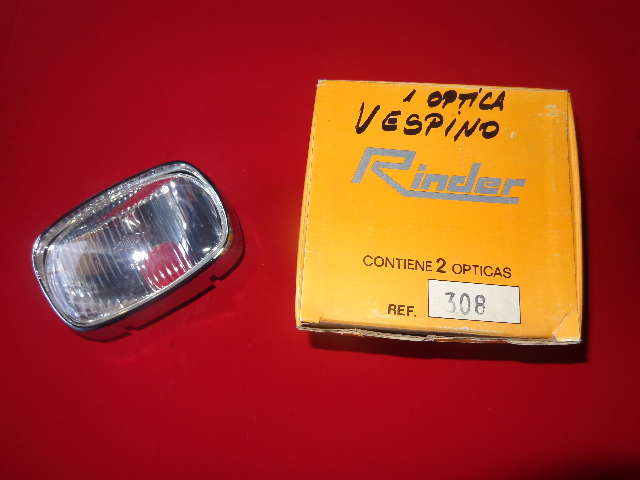 1 OPTICA
VESPINO
Rinder
CONTIENE 2 OPTICAS
REF. 308